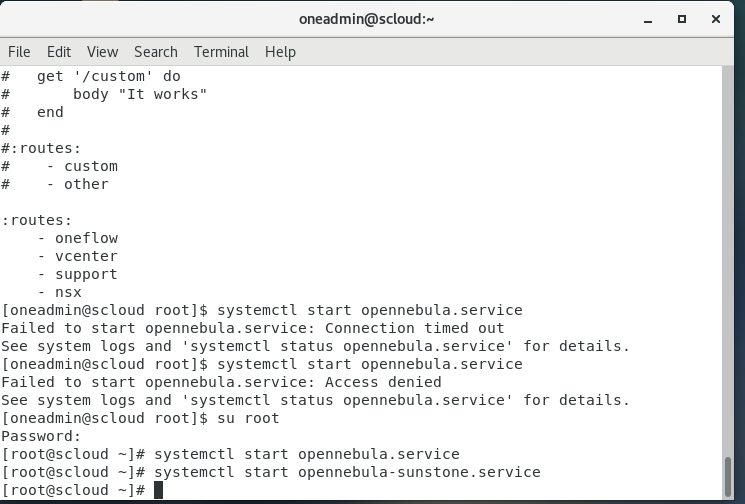 oneadmin@scloud:~
File Edit View Search Terminal Help
#   get '/custom' do
#       body "It works"
#   end
#
#:routes:
#    - custom
#    - other
:routes:
    - oneflow
    - vcenter
    - support
    - nsx
[oneadmin@scloud root]$ systemctl start opennebula.service
Failed to start opennebula.service: Connection timed out
See system logs and 'systemctl status opennebula.service' for details.
[oneadmin@scloud root]$ systemctl start opennebula.service
Failed to start opennebula.service: Access denied
See system logs and 'systemctl status opennebula.service' for details.
[oneadmin@scloud root]$ su root
Password:
[root@scloud ~]# systemctl start opennebula.service
[root@scloud ~]# systemctl start opennebula-sunstone.service
[root@scloud ~]#